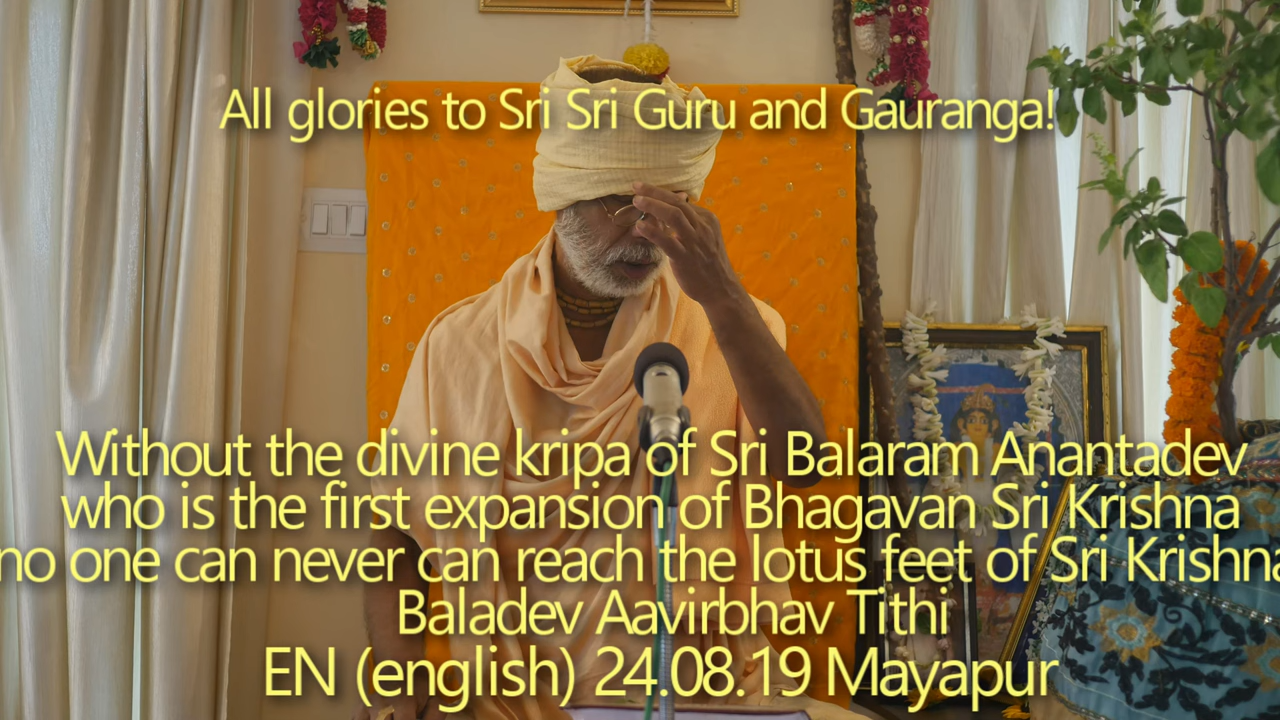 All glories to Sri Sri Guru and Gauranga!
Without the divine kripa of Sri Balaram Anantadev
who is the first expansion of Bhagavan Sri Krishna
no one can never can reach the lotus feet of Sri Krishna
Baladev Aavirbhav Tithi
EN (english) 24.08.19 Mayapur